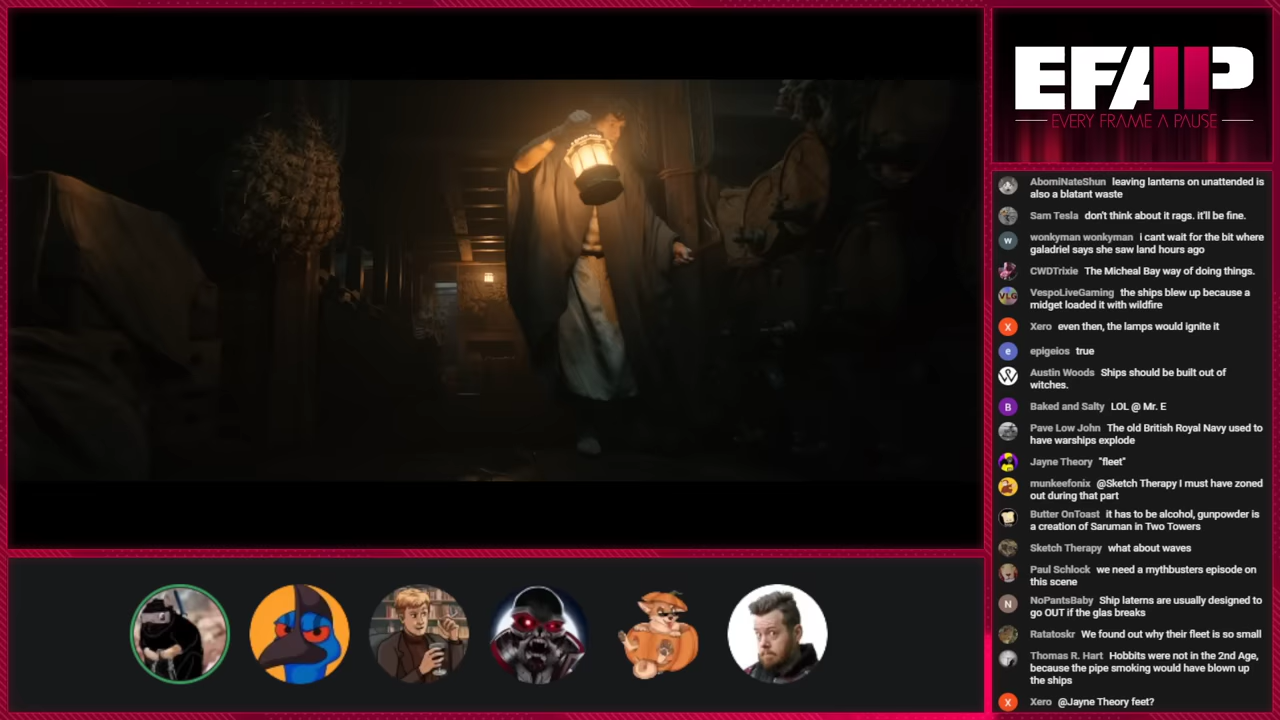 EFAP
EVERY FRAME A PAUSE
AbomiNateShun leaving lanterns on unattended is
also a blatant waste
Sam Tesla don't think about it rags. it'll be fine.
W
wonkyman wonkyman i cant wait for the bit where
galadriel says she saw land hours ago
CWDTrixie The Micheal Bay way of doing things.
VLG
VespoLiveGaming the ships blew up because a
midget loaded it with wildfire
X
Xero even then, the lamps would ignite it
e
epigeios true
Austin Woods Ships should be built out of
witches.
B
Baked and Salty LOL @ Mr. E
Pave Low John The old British Royal Navy used to
have warships explode
Jayne Theory "fleet"
munkeefonix @Sketch Therapy I must have zoned
out during that part
Butter OnToast it has to be alcohol, gunpowder is
a creation of Saruman in Two Towers
Sketch Therapy what about waves
Paul Schlock we need a mythbusters episode on
this scene
N
NoPantsBaby Ship laterns are usually designed to
go OUT if the glas breaks
Ratatoskr We found out why their fleet is so small
Thomas R. Hart Hobbits were not in the 2nd Age,
because the pipe smoking would have blown up
the ships
X
Xero @Jayne Theory feet?